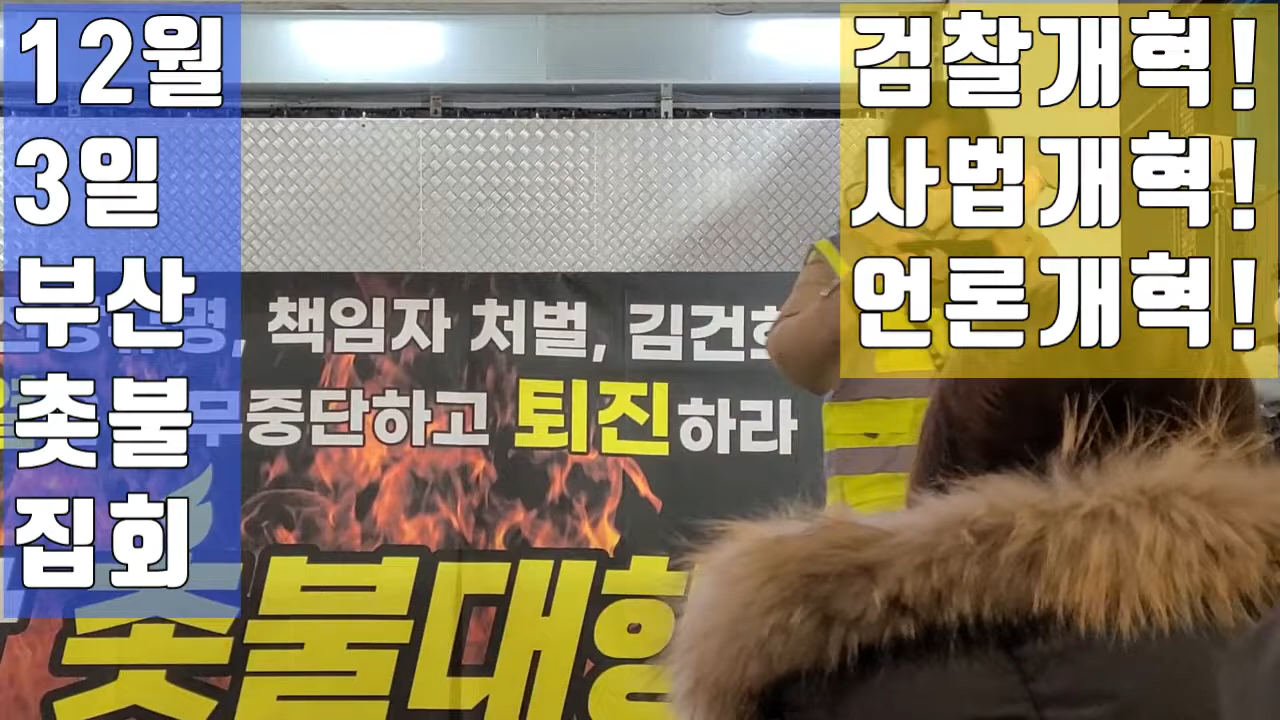 12월
3일
부산
촛불
집회
검찰개혁!
사법개혁!
언론개혁!
책임자 처벌, 김건희
중단하고 퇴진하라
촛불대행